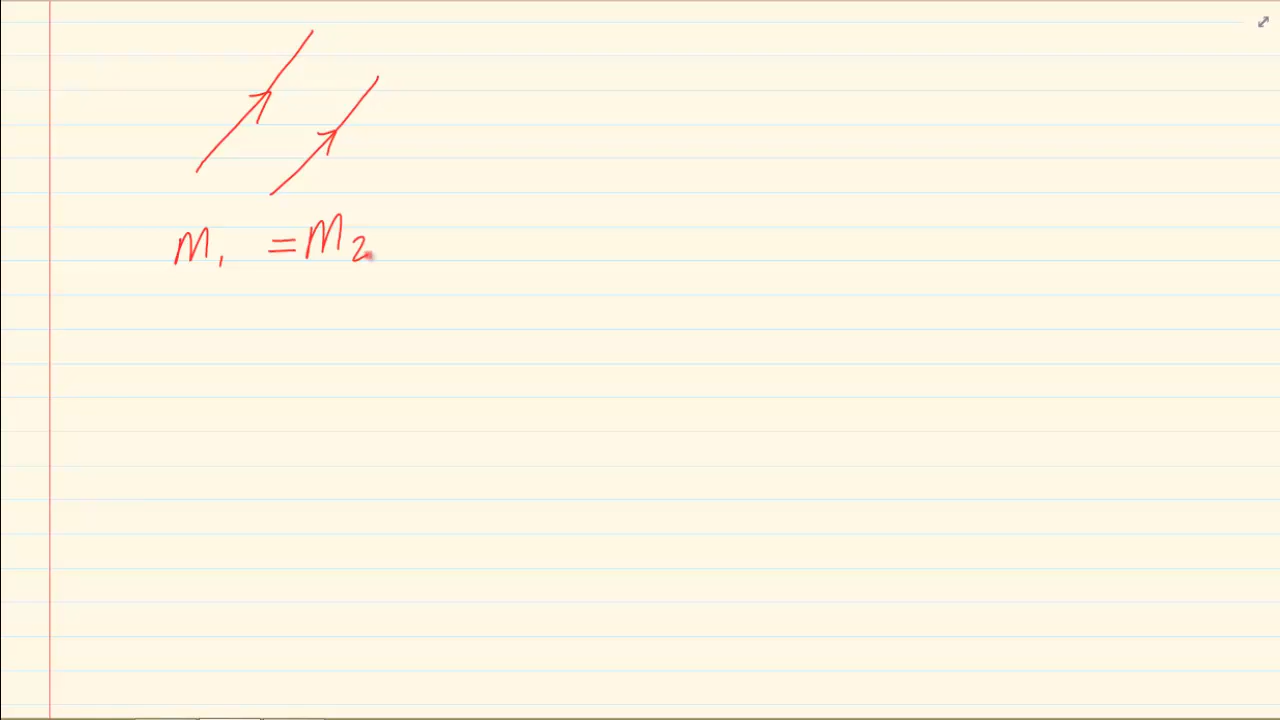 m₁ = m₂